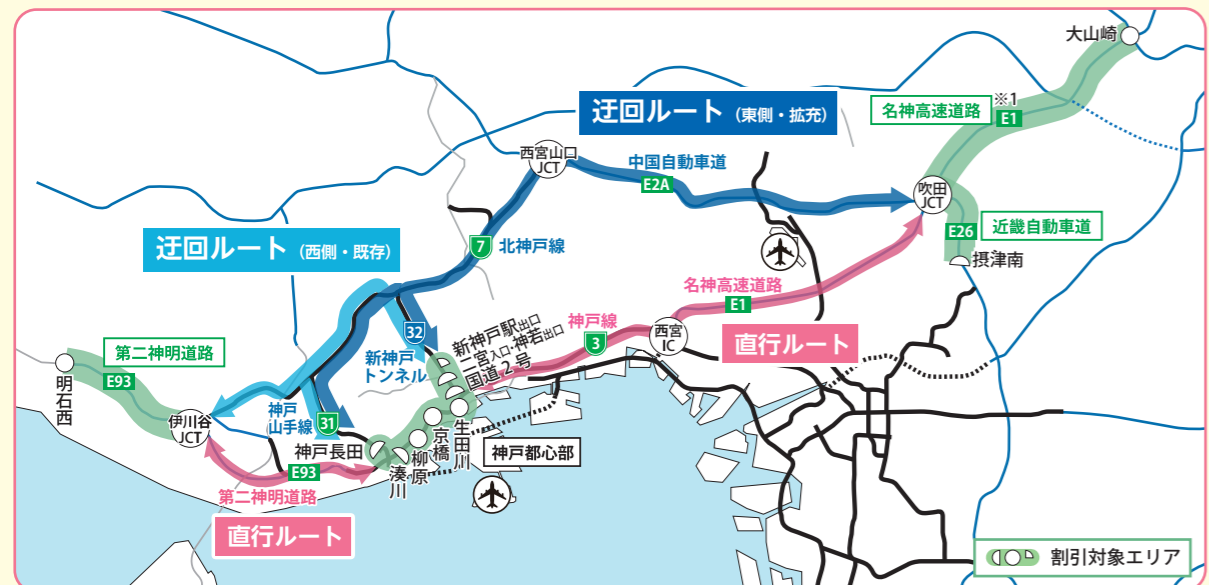 大山崎
※1
名神高速道路
E1
迂回ルート（東側・拡充）
西宮山口
JCT
中国自動車道
E2A
吹田
JCT
E26
近畿自動車道
摂津南
迂回ルート（西側・既存）
7
北神戸線
名神高速道路
E1
直行ルート
神戸線
3
西宮
IC
32
新神戸
トンネル
新神戸駅出口
二宮入口・神若出口
国道2号
第二神明道路
E93
明石西
伊川谷
JCT
神戸
山手線
31
神戸長田
湊川
柳原
京橋
生田川
神戸都心部
E93
第二神明道路
直行ルート
割引対象エリア